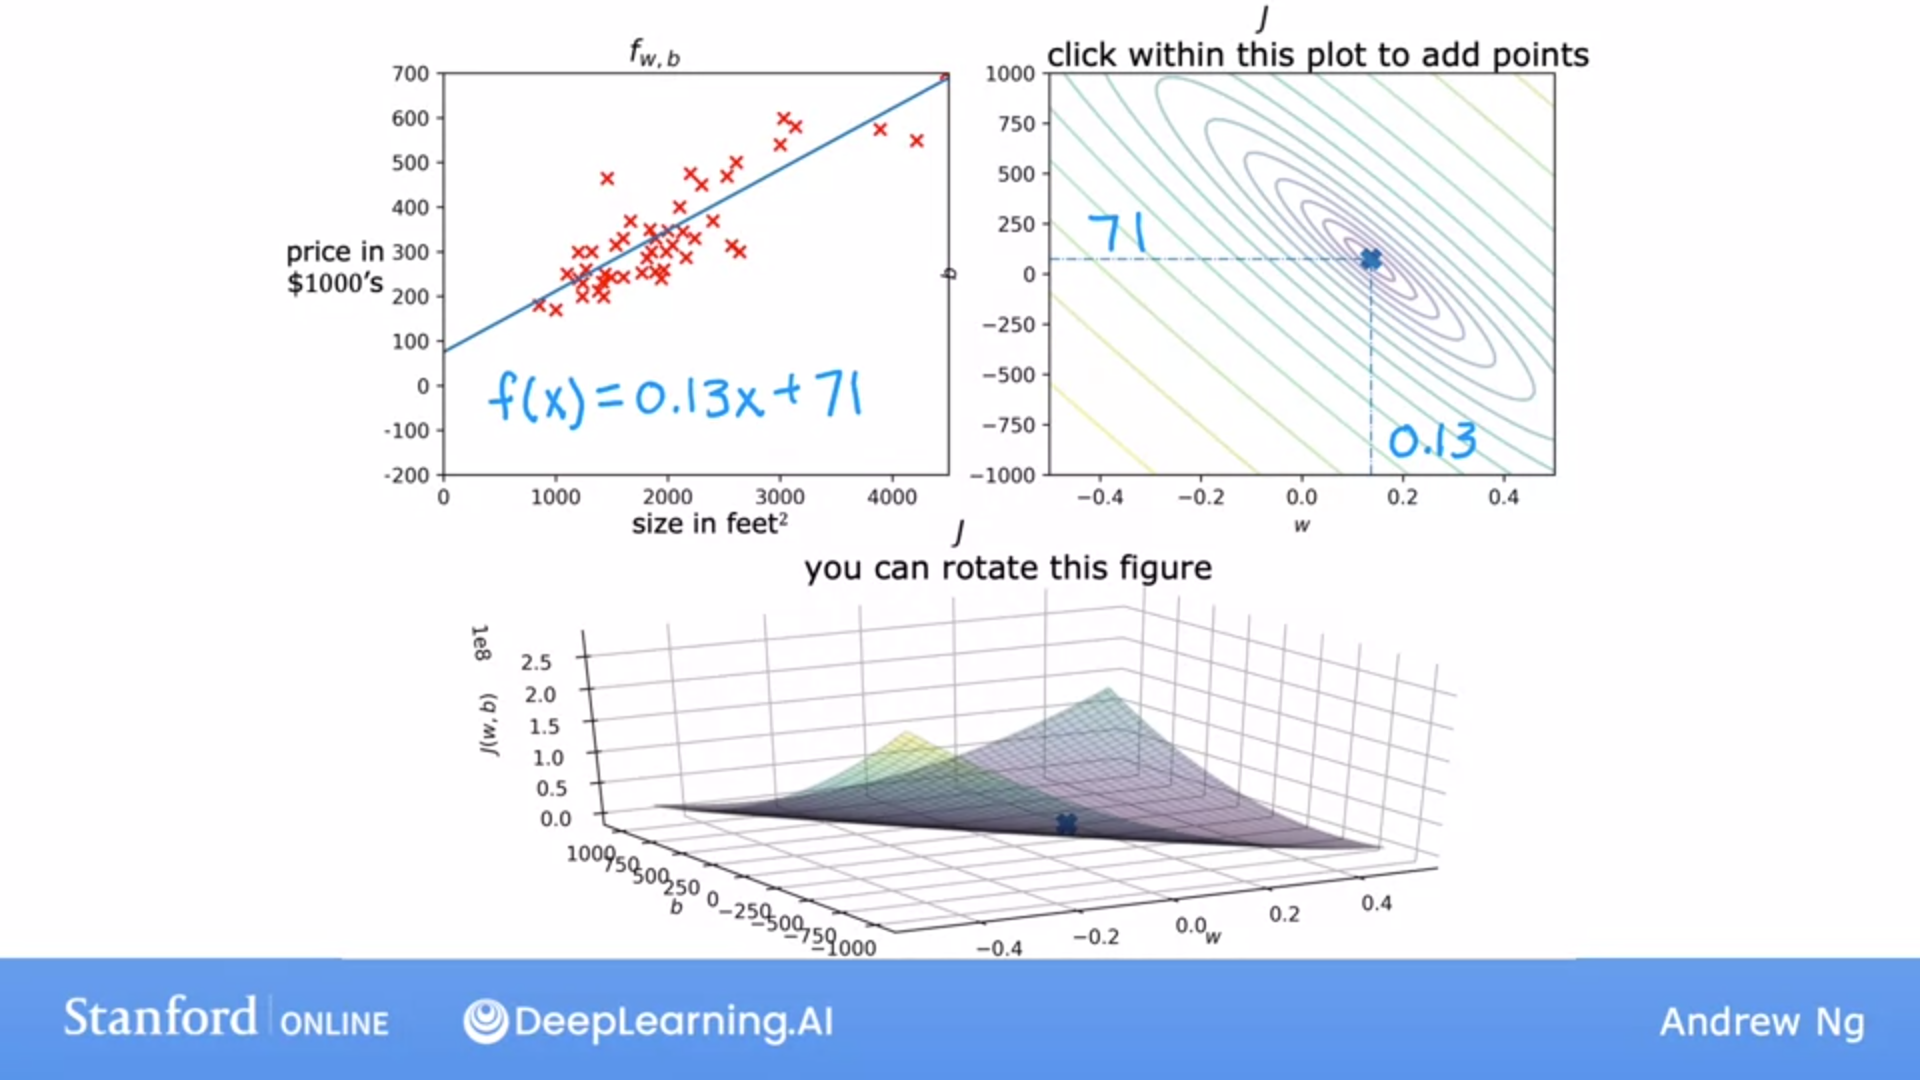 f w, b
700
600
500
400
300
200
100
0
-100
-200
price in
$1000's
f(x) = 0.13x + 71
0 1000 2000 3000 4000
size in feet²
J
click within this plot to add points
1000
750
500
250
0
−250
−500
−750
−1000
b
71
0.13
−0.4 −0.2 0.0 0.2 0.4
w
J
you can rotate this figure
1e8
J(w,b)
2.5
2.0
1.5
1.0
0.5
0.0
1000 750 500 250 0 −250 −500 −750 −1000
b
−0.4 −0.2 0.0 0.2 0.4
w
Stanford ONLINE DeepLearning.AI Andrew Ng